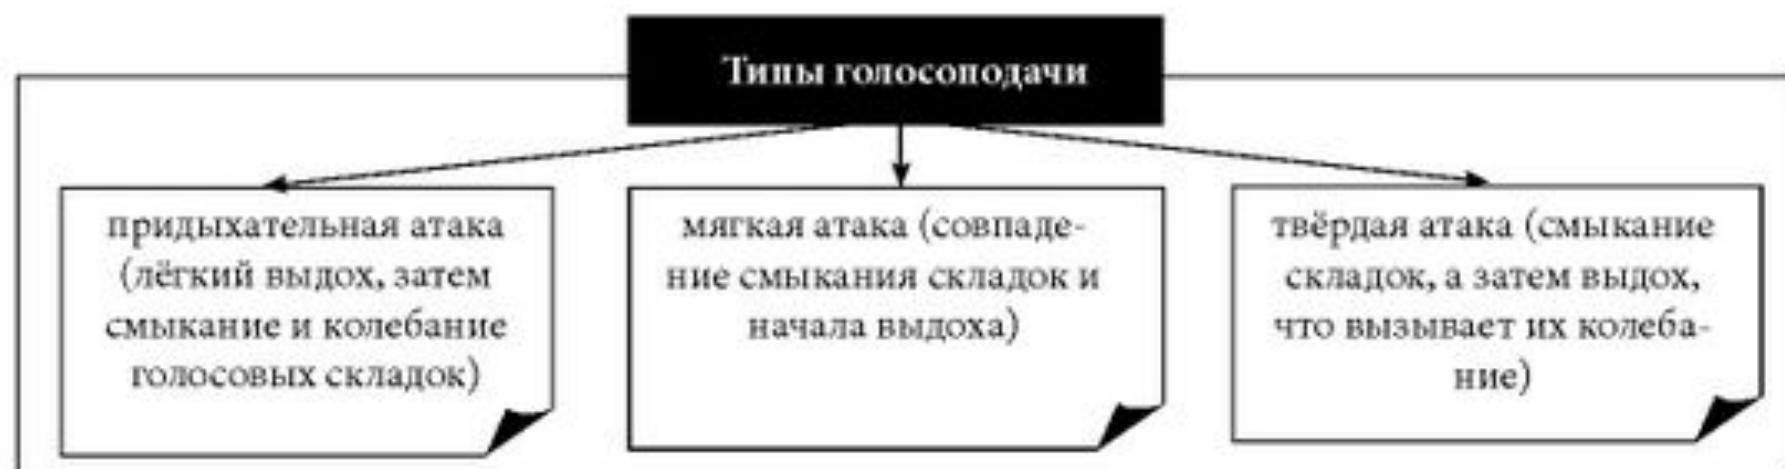 Типы голосоподачи
придыхательная атака
(лёгкий выдох, затем
смыкание и колебание
голосовых складок)
мягкая атака (совпаде-
ние смыкания складок и
начала выдоха)
твёрдая атака (смыкание
складок, а затем выдох,
что вызывает их колеба-
ние)